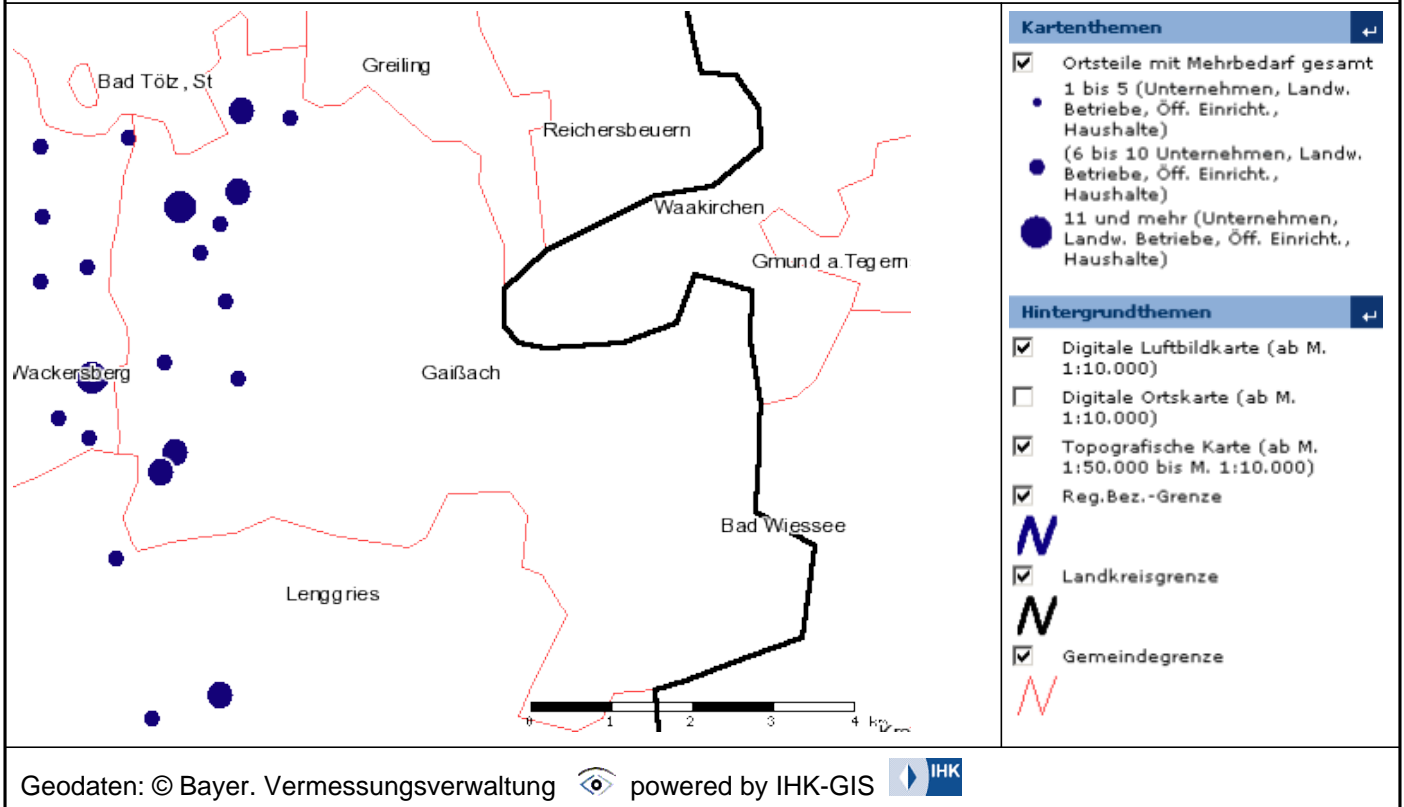 Greiling
Bad Tölz, St
Reichersbeuern
Waakirchen
Gmund a.Tegern
Wackersberg
Gaißach
Bad Wiessee
Lenggries
0 1 2 3 4 km
Kartenthemen
Ortsteile mit Mehrbedarf gesamt
1 bis 5 (Unternehmen, Landw.
Betriebe, Öff. Einricht.,
Haushalte)
(6 bis 10 Unternehmen, Landw.
Betriebe, Öff. Einricht.,
Haushalte)
11 und mehr (Unternehmen,
Landw. Betriebe, Öff. Einricht.,
Haushalte)
Hintergrundthemen
Digitale Luftbildkarte (ab M.
1:10.000)
Digitale Ortskarte (ab M.
1:10.000)
Topografische Karte (ab M.
1:50.000 bis M. 1:10.000)
Reg.Bez.-Grenze
Landkreisgrenze
Gemeindegrenze
Geodaten: © Bayer. Vermessungsverwaltung powered by IHK-GIS IHK